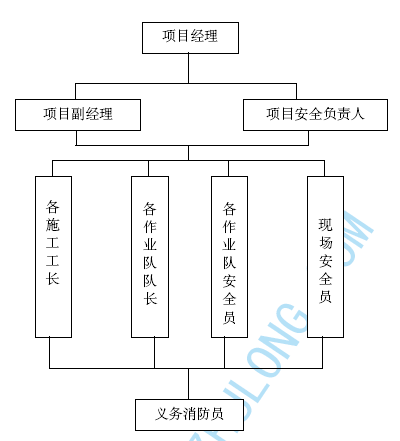 项目经理
项目副经理
项目安全负责人
各施工工长
各作业队队长
各作业队安全员
现场安全员
义务消防员
ZHULONG.COM